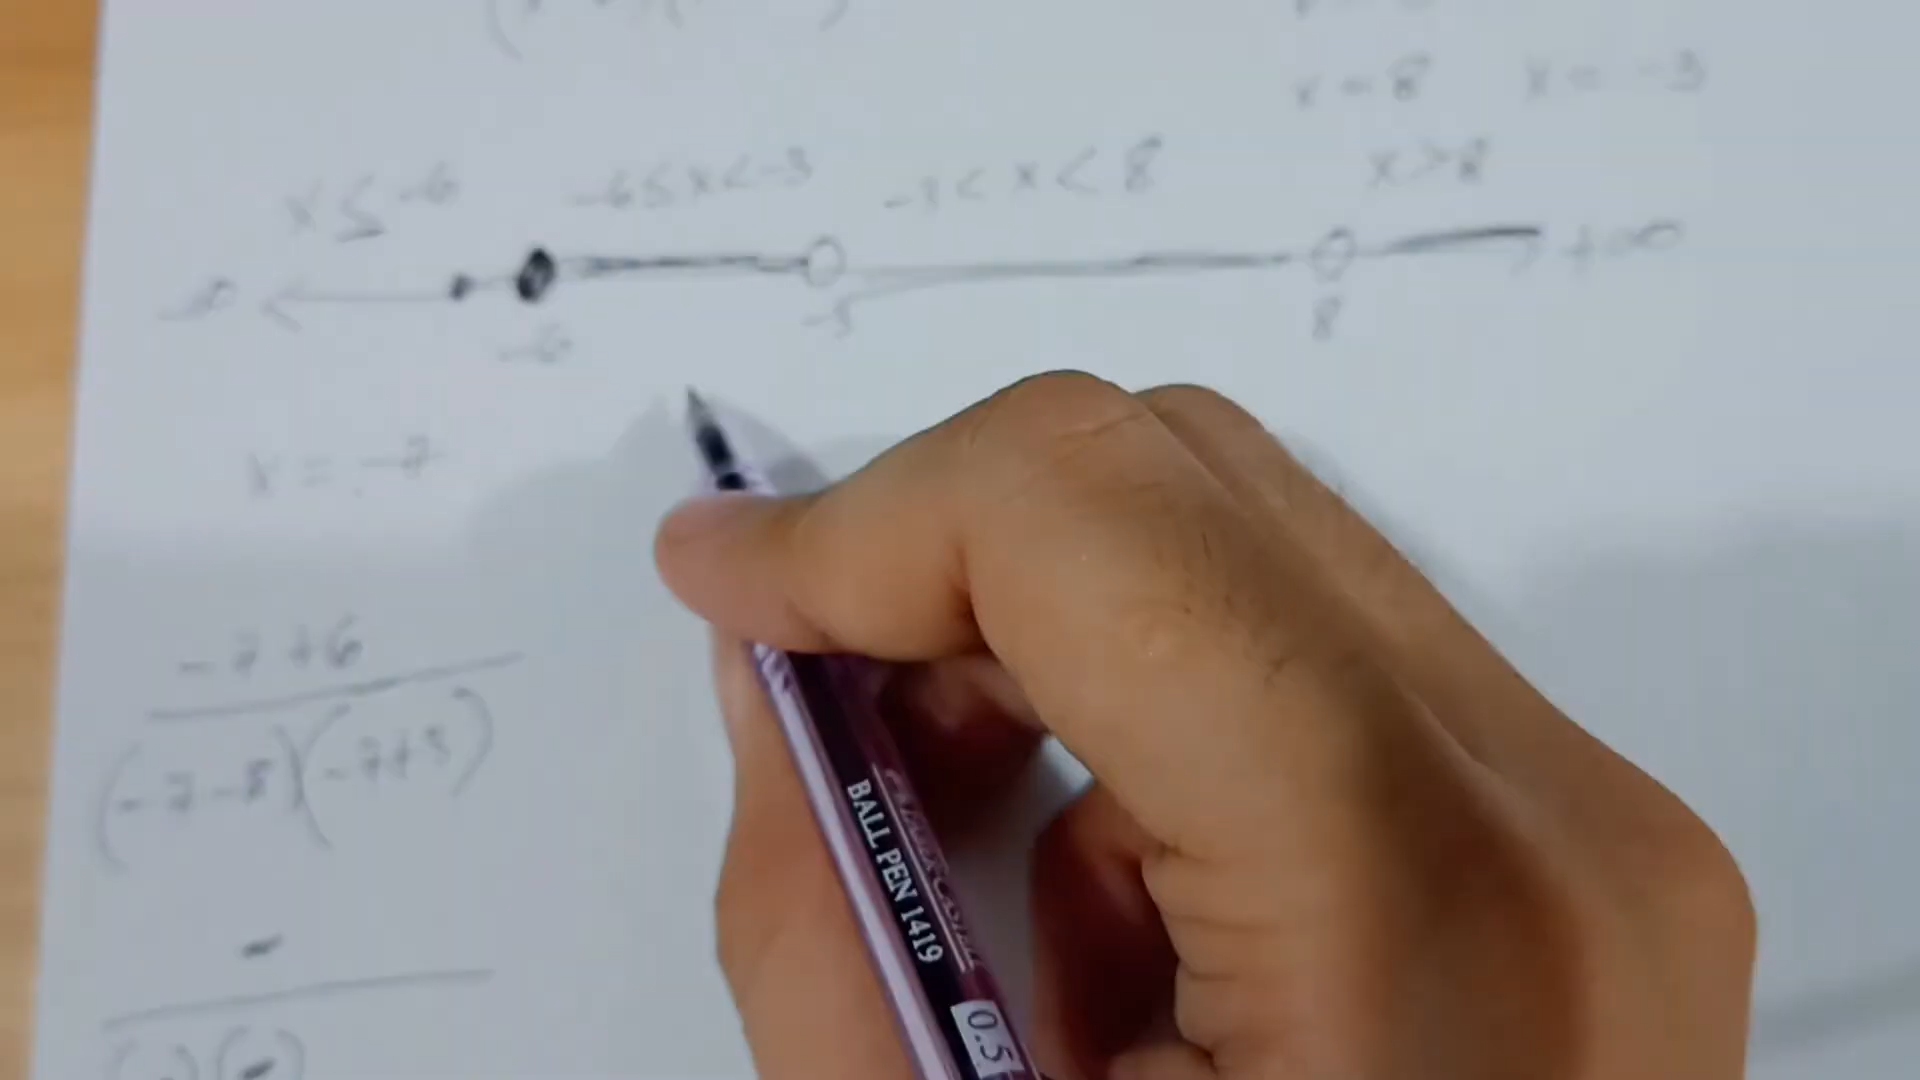 x = 8 x = -3
x ≤ -6 -6 ≤ x < -3 -3 < x < 8 x > 8
-∞ +∞
-6 -3 8
x = -7
-7 + 6
(-7-8)(-7+3)
-
(-)(-)
BALL PEN 1419
0.5